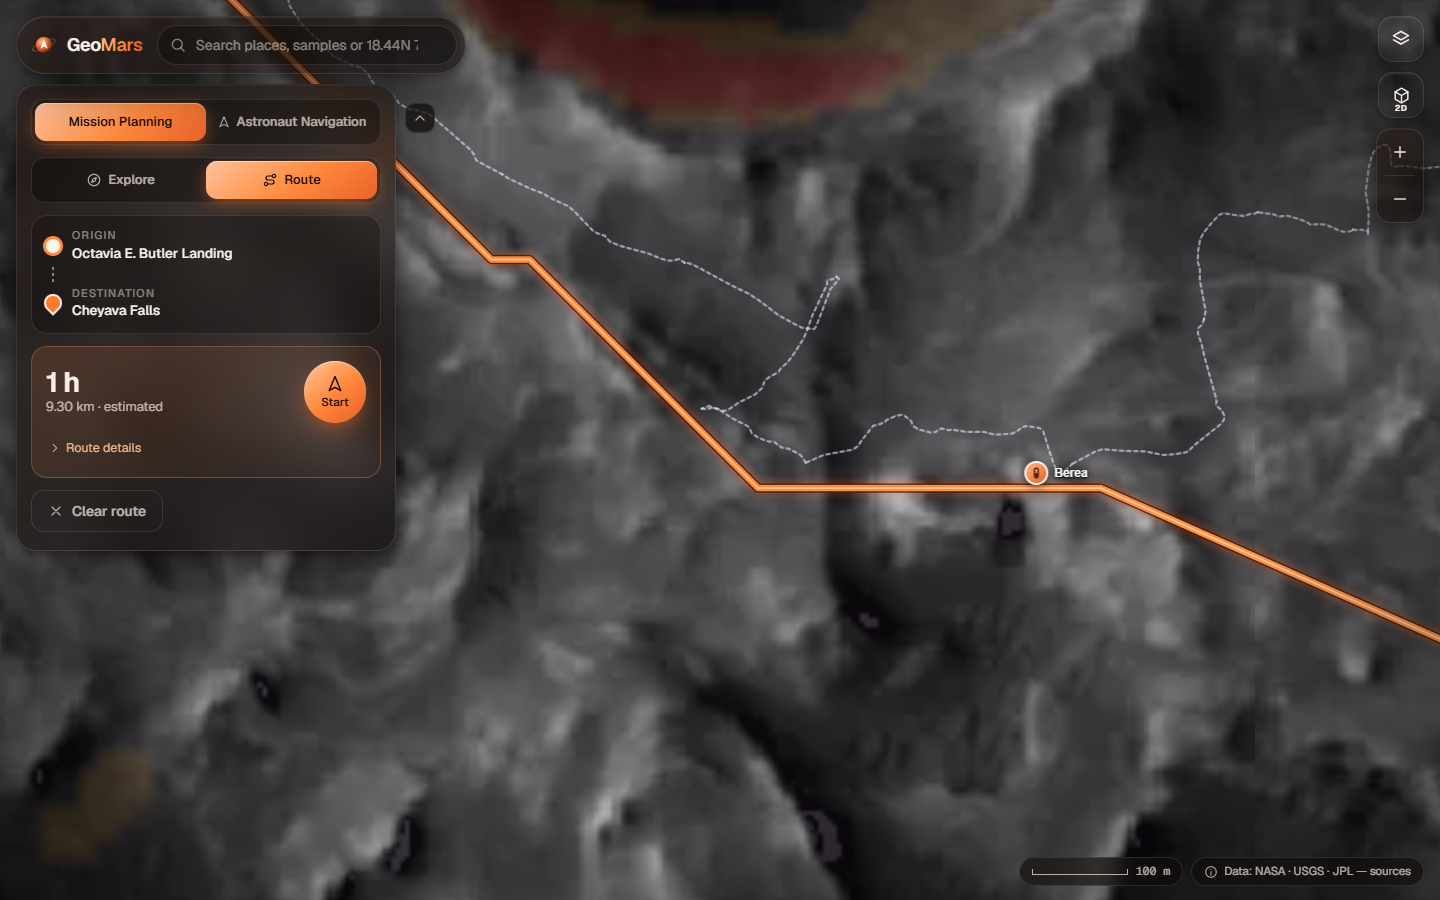 GeoMars
Search places, samples or 18.44N
Mission Planning
Astronaut Navigation
Explore
Route
ORIGIN
Octavia E. Butler Landing
DESTINATION
Cheyava Falls
1 h
9.30 km · estimated
Start
Route details
Clear route
2D
Berea
100 m
Data: NASA · USGS · JPL — sources